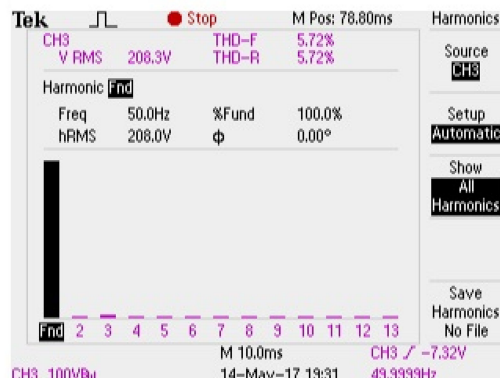 Tek Stop M Pos: 78.80ms Harmonics
CH3 THD-F 5.72%
V RMS 208.3V THD-R 5.72%
Source
CH3
Harmonic Fnd
Freq 50.0Hz %Fund 100.0%
hRMS 208.0V ϕ 0.00°
Setup
Automatic
Show
All
Harmonics
Save
Harmonics
No File
Fnd 2 3 4 5 6 7 8 9 10 11 12 13
M 10.0ms CH3 -7.32V
CH3 100VBw 14-May-17 19:31 49.9999Hz